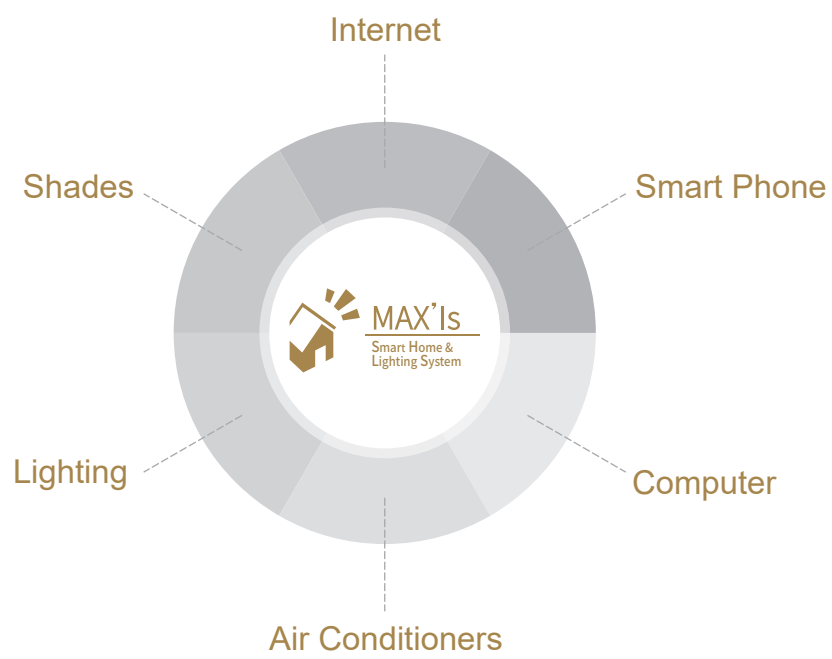 Internet
Shades
Smart Phone
MAX'Is
Smart Home &
Lighting System
Lighting
Computer
Air Conditioners